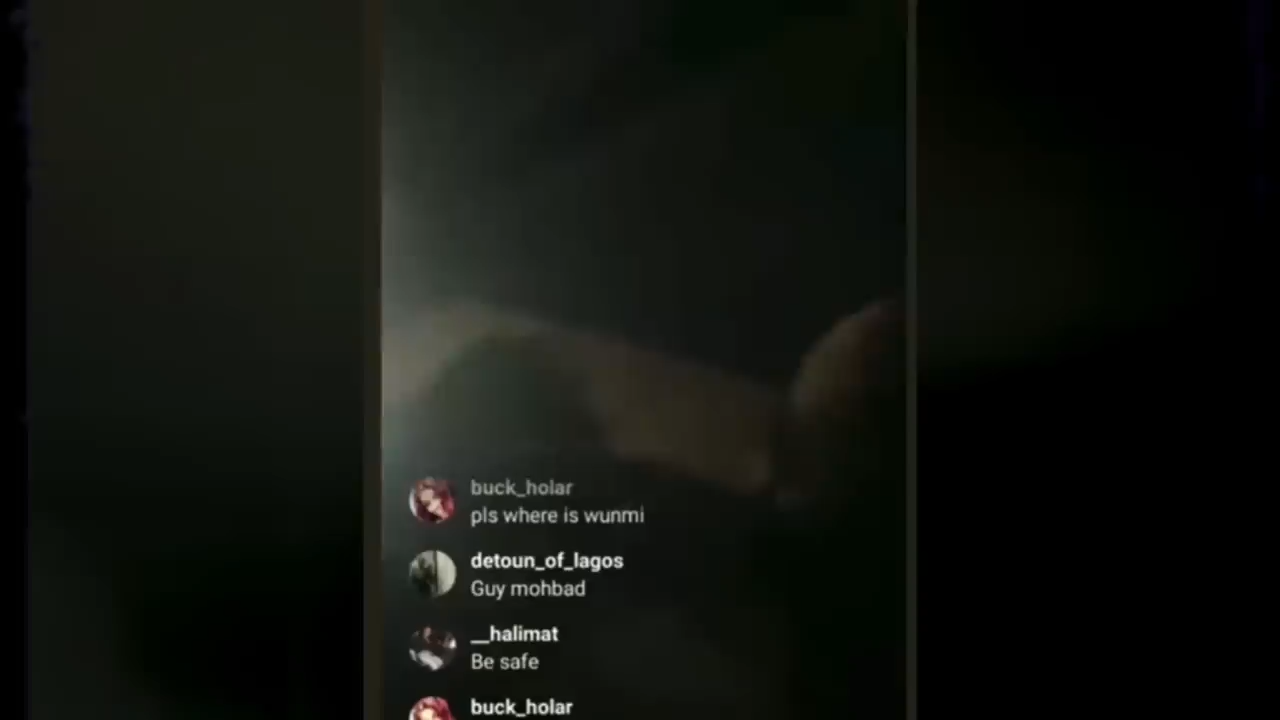 buck_holar
pls where is wunmi
detoun_of_lagos
Guy mohbad
__halimat
Be safe
buck_holar